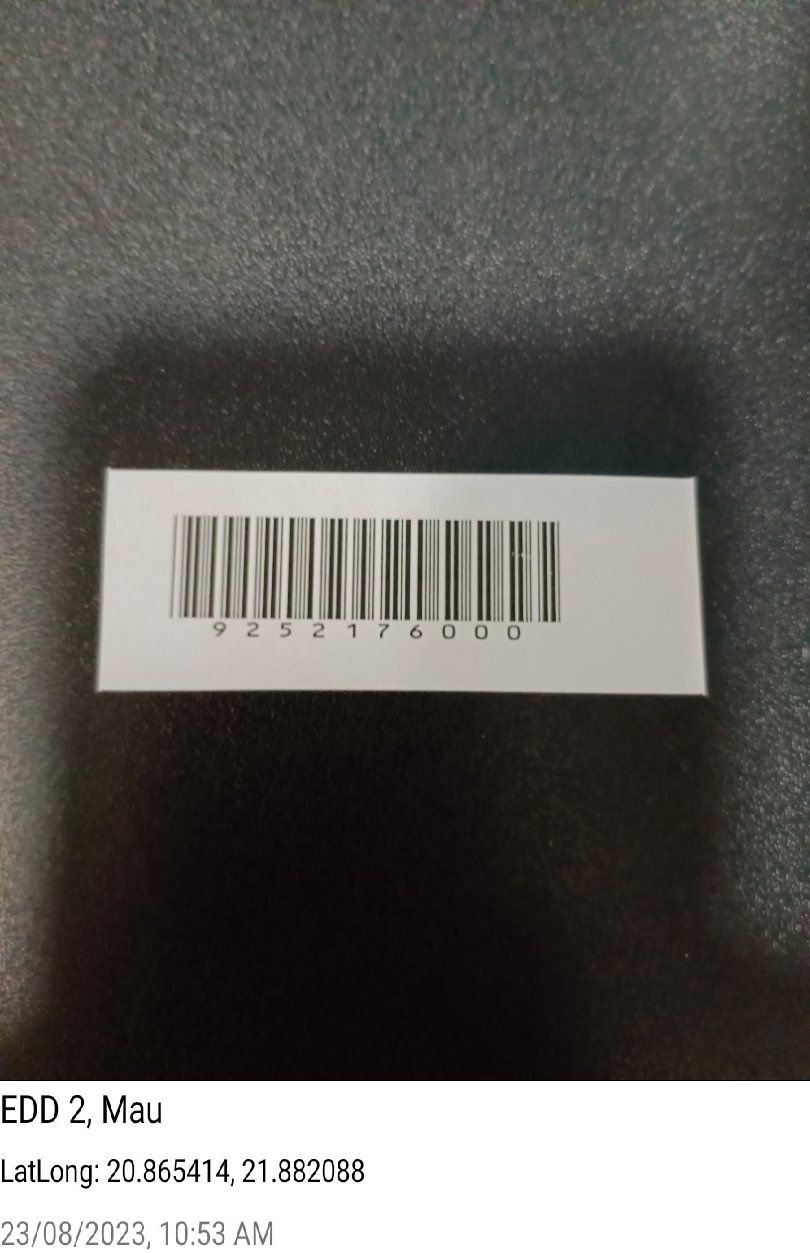 9252176000
EDD 2, Mau
LatLong: 20.865414, 21.882088
23/08/2023, 10:53 AM